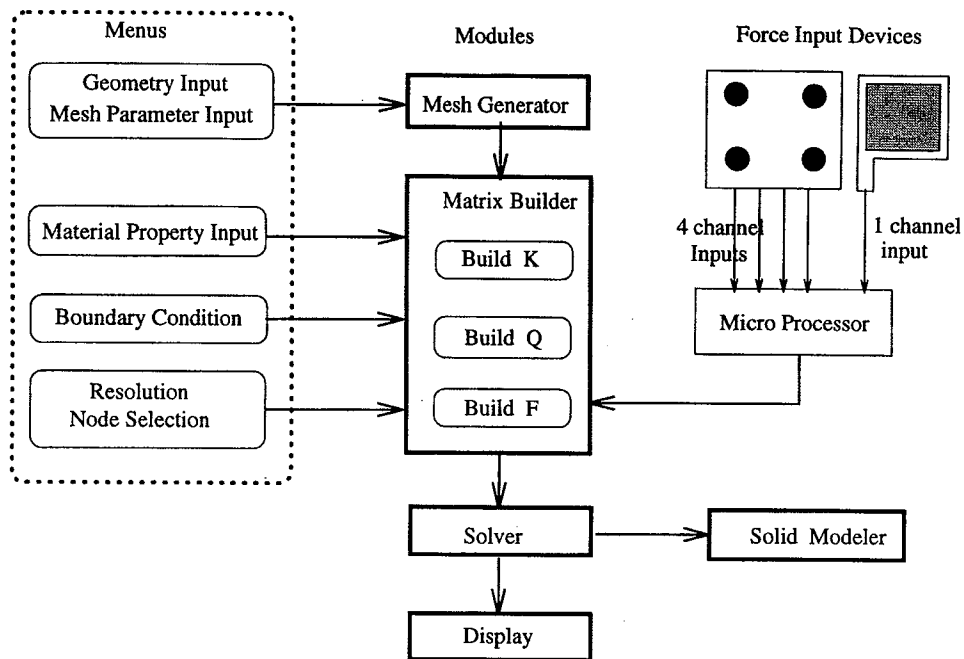 Menus
Geometry Input
Mesh Parameter Input
Material Property Input
Boundary Condition
Resolution
Node Selection
Modules
Mesh Generator
Matrix Builder
Build K
Build Q
Build F
Solver
Display
Solid Modeler
Force Input Devices
4 channel
Inputs
1 channel
input
Micro Processor